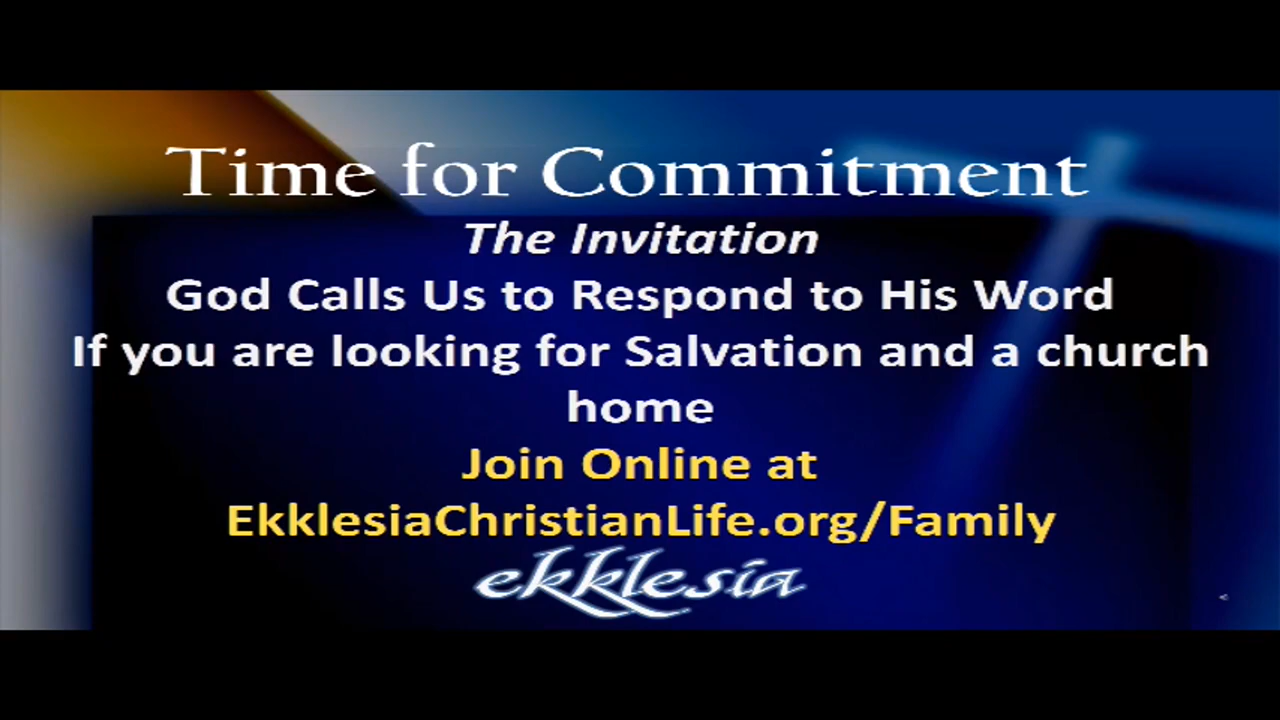 Time for Commitment
The Invitation
God Calls Us to Respond to His Word
If you are looking for Salvation and a church
home
Join Online at
EkklesiaChristianLife.org/Family
ekklesia